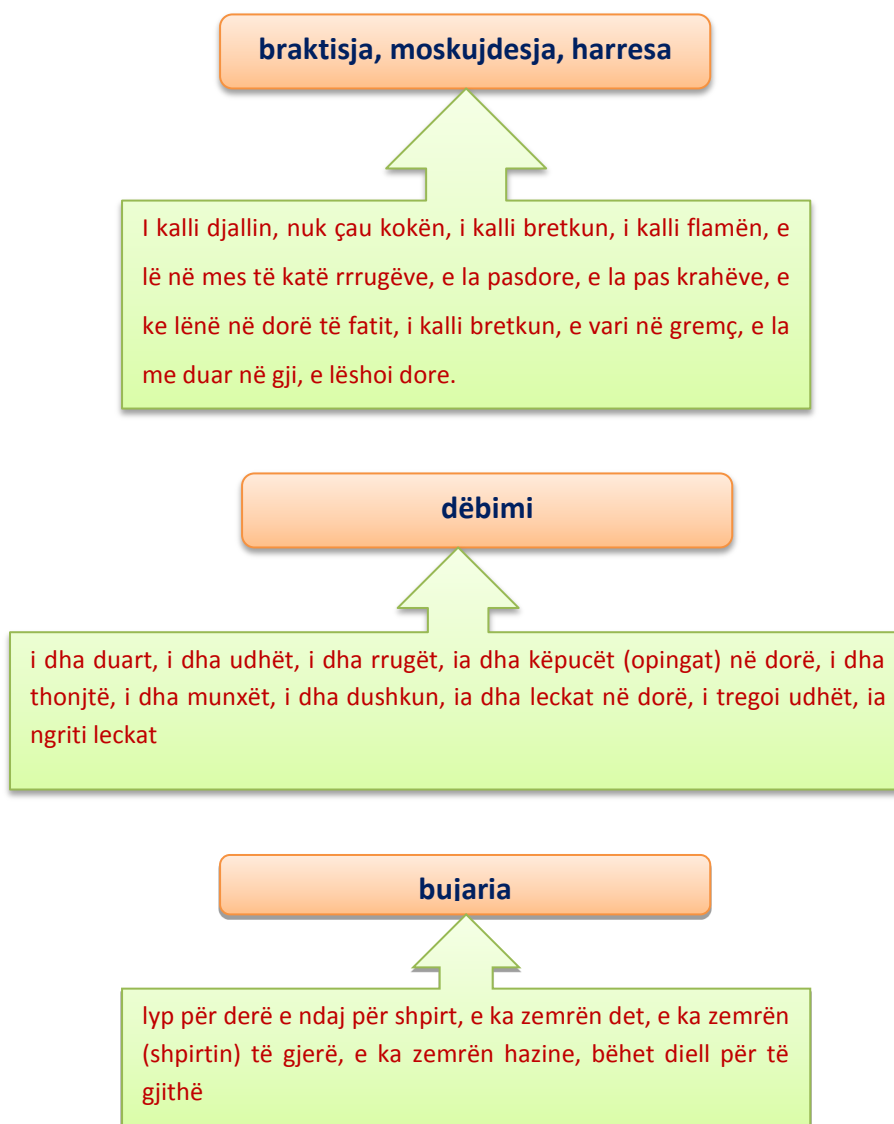 braktisja, moskujdesja, harresa
I kalli djallin, nuk çau kokën, i kalli bretkun, i kalli flamën, e
lë në mes të katë rrrugëve, e la pasdore, e la pas krahëve, e
ke lënë në dorë të fatit, i kalli bretkun, e vari në gremç, e la
me duar në gji, e lëshoi dore.
dëbimi
i dha duart, i dha udhët, i dha rrugët, ia dha këpucët (opingat) në dorë, i dha
thonjtë, i dha munxët, i dha dushkun, ia dha leckat në dorë, i tregoi udhët, ia
ngriti leckat
bujaria
lyp për derë e ndaj për shpirt, e ka zemrën det, e ka zemrën
(shpirtin) të gjerë, e ka zemrën hazine, bëhet diell për të
gjithë